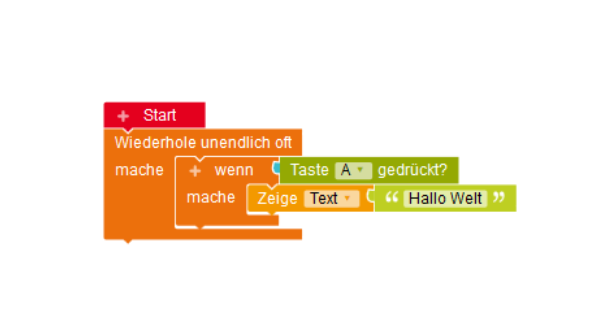 + Start
Wiederhole unendlich oft
mache + wenn Taste A gedrückt?
mache Zeige Text “ Hallo Welt ”